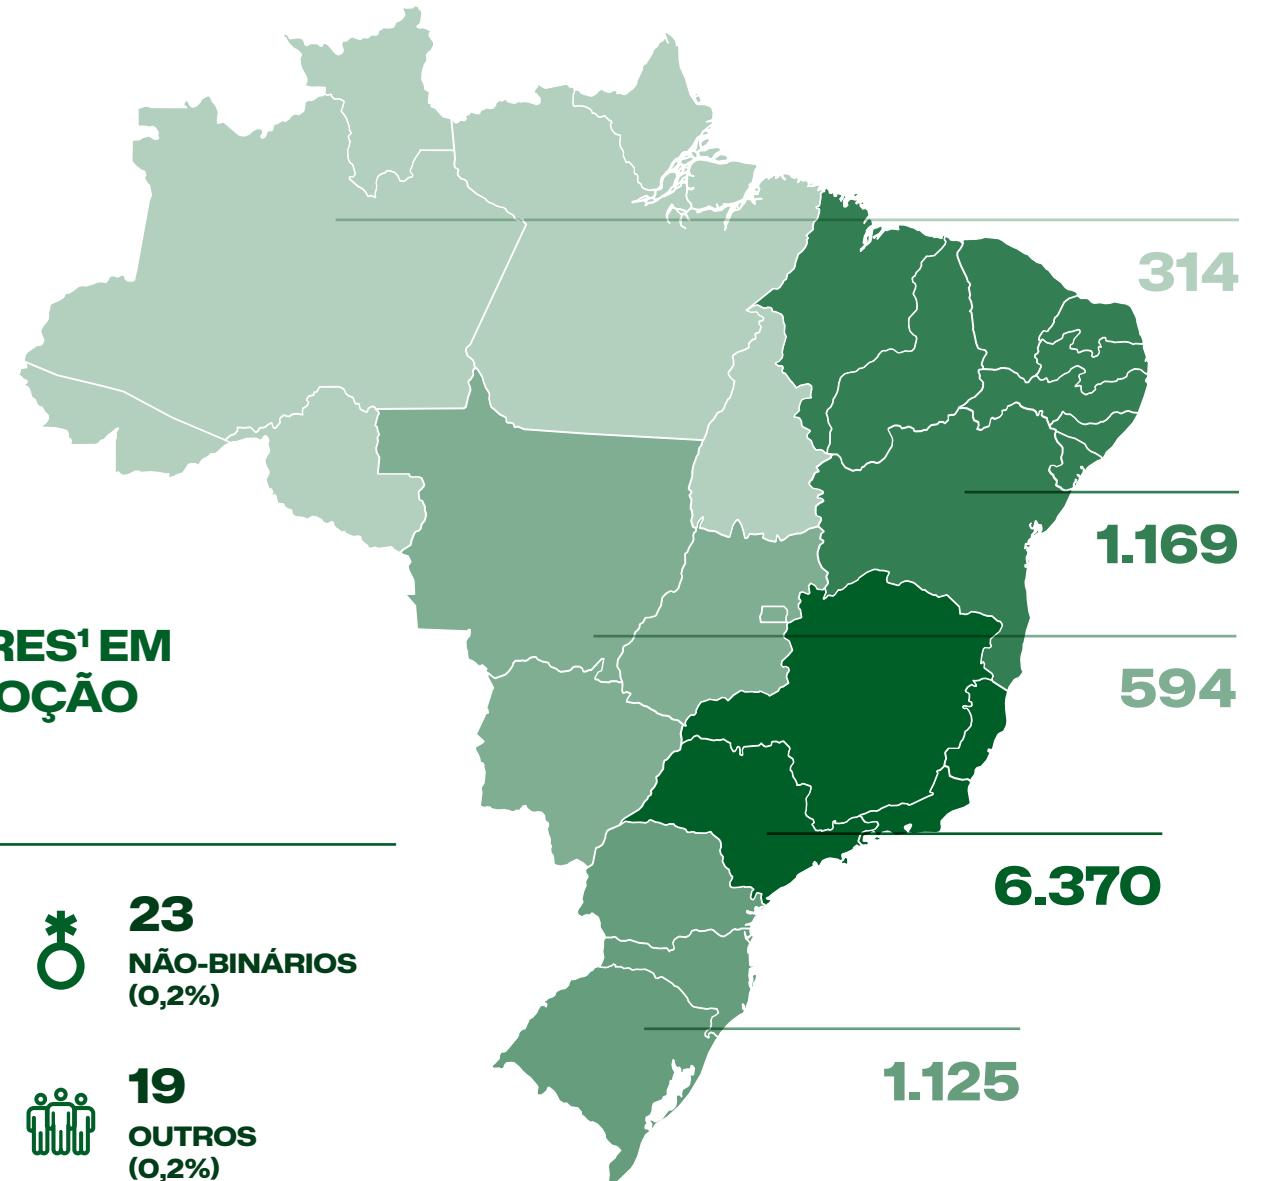 314
1.169
RES¹ EM
OÇÃO
594
6.370
23
NÃO-BINÁRIOS
(0,2%)
1.125
19
OUTROS
(0,2%)